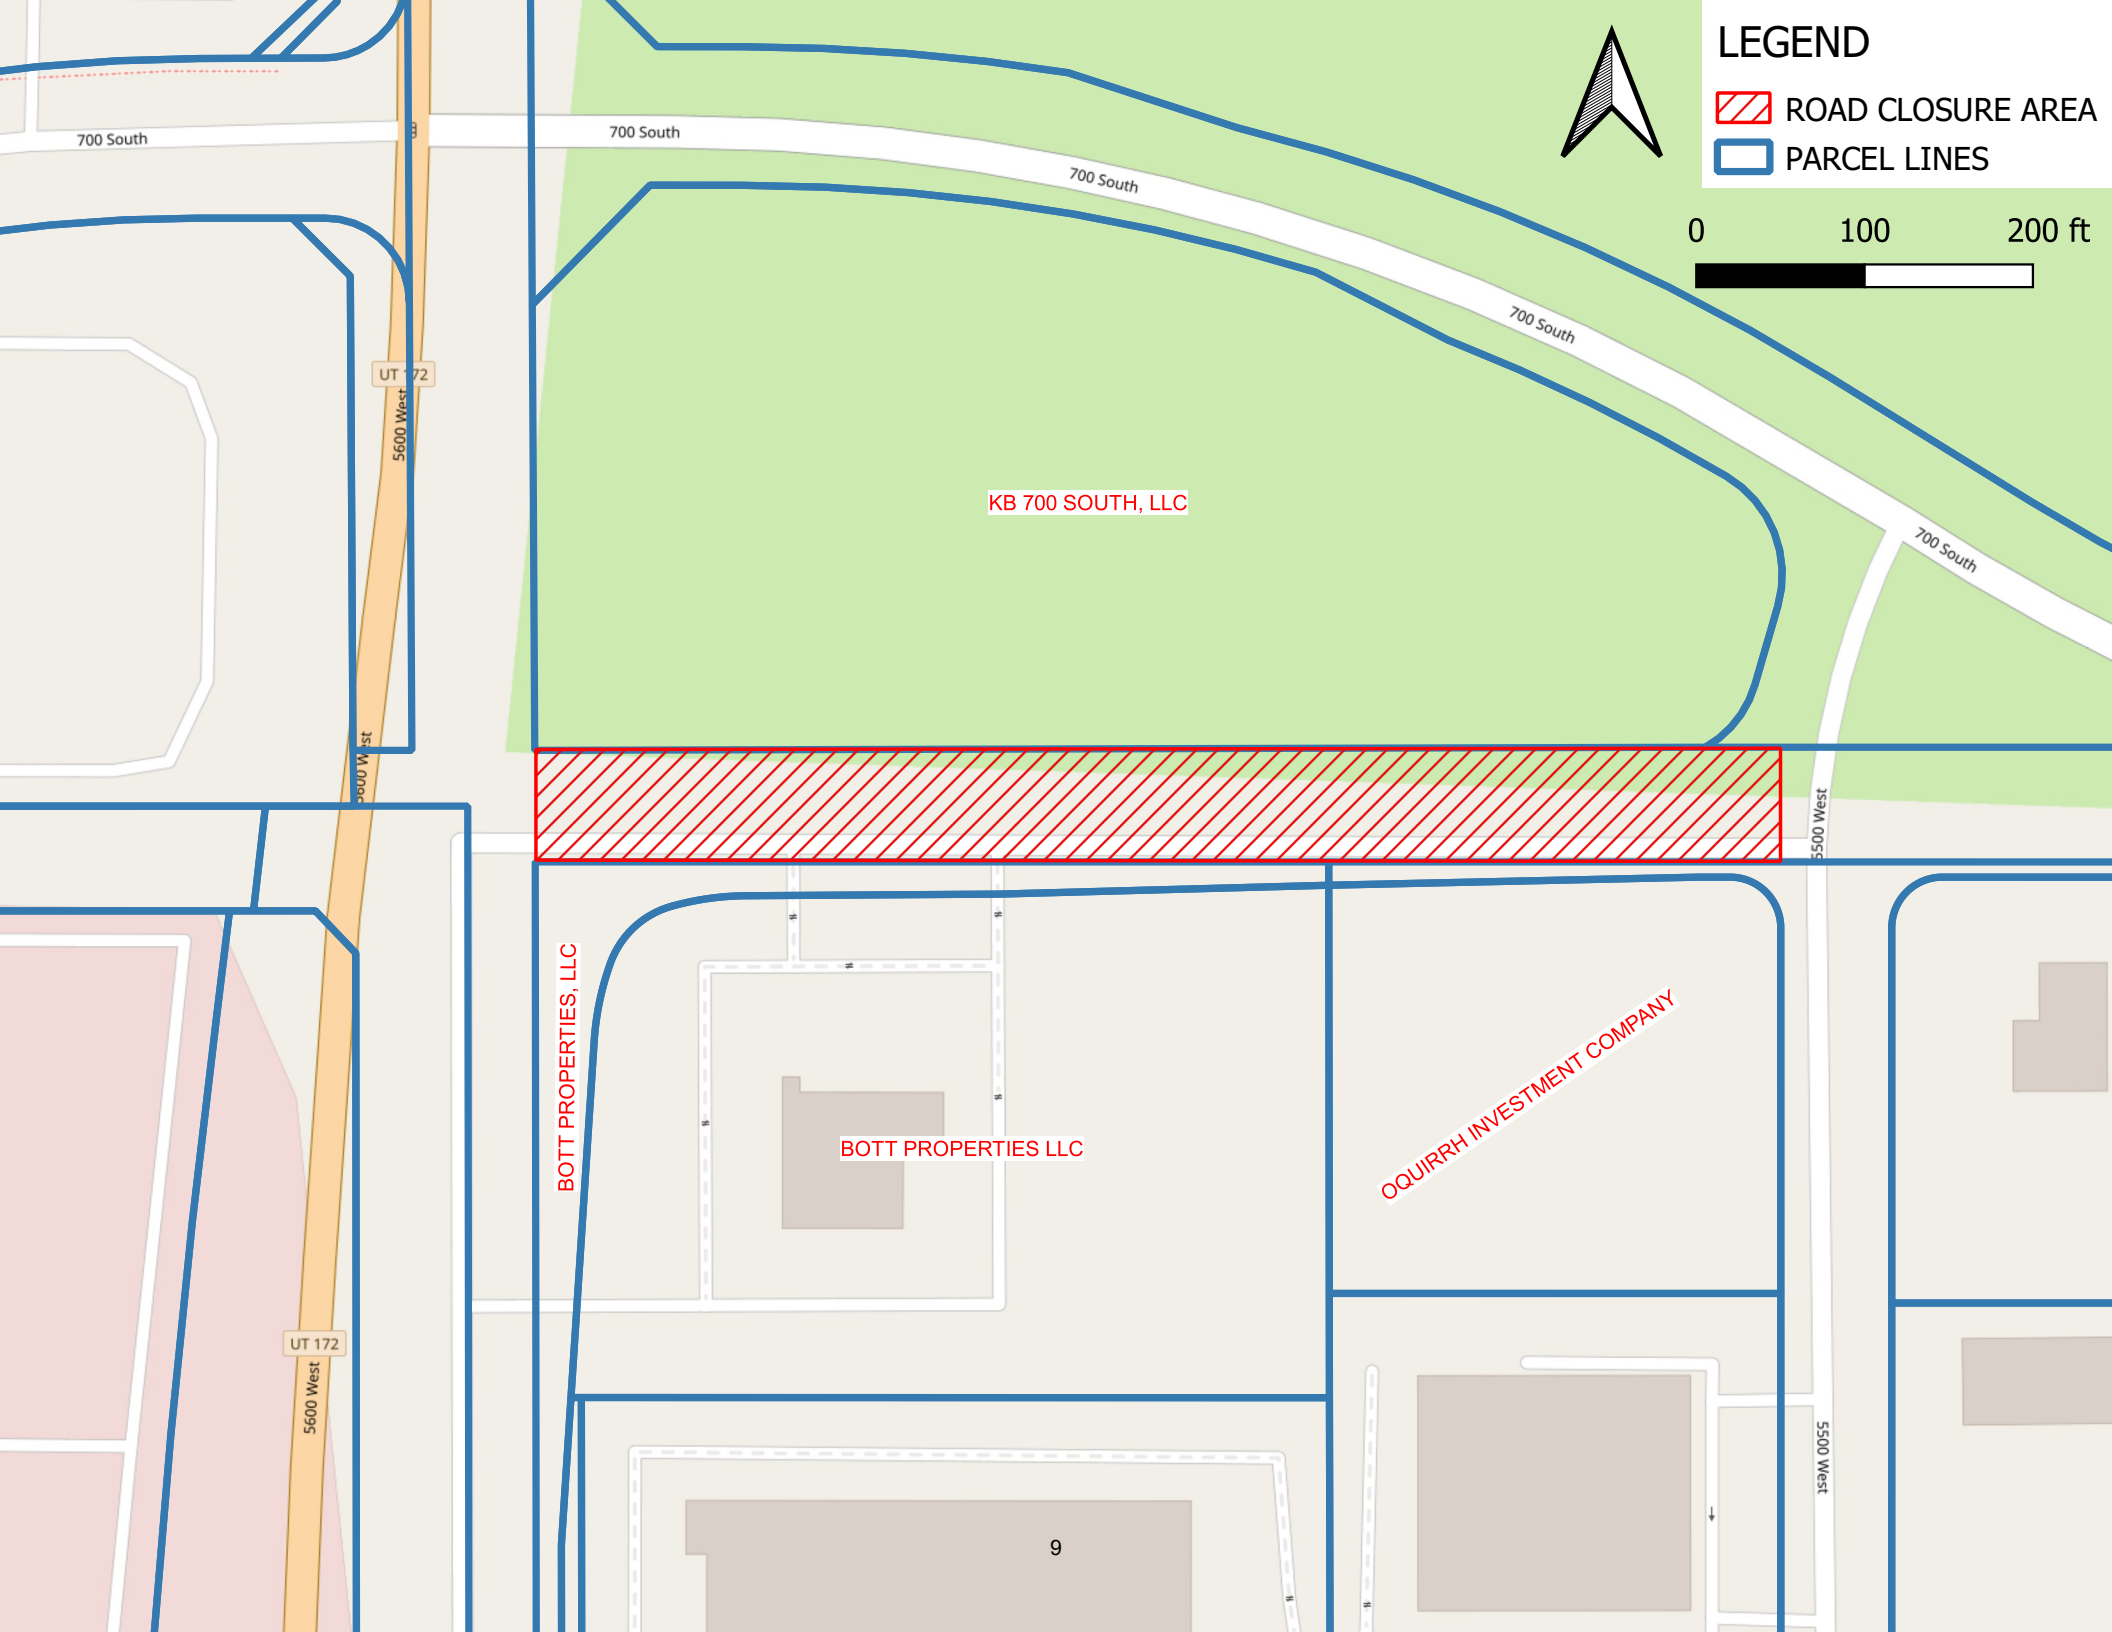 LEGEND
ROAD CLOSURE AREA
PARCEL LINES
0 100 200 ft
700 South
700 South
700 South
700 South
700 South
UT 172
5600 West
KB 700 SOUTH, LLC
5600 West
5500 West
BOTT PROPERTIES, LLC
BOTT PROPERTIES LLC
OQUIRRH INVESTMENT COMPANY
UT 172
5600 West
5500 West
9